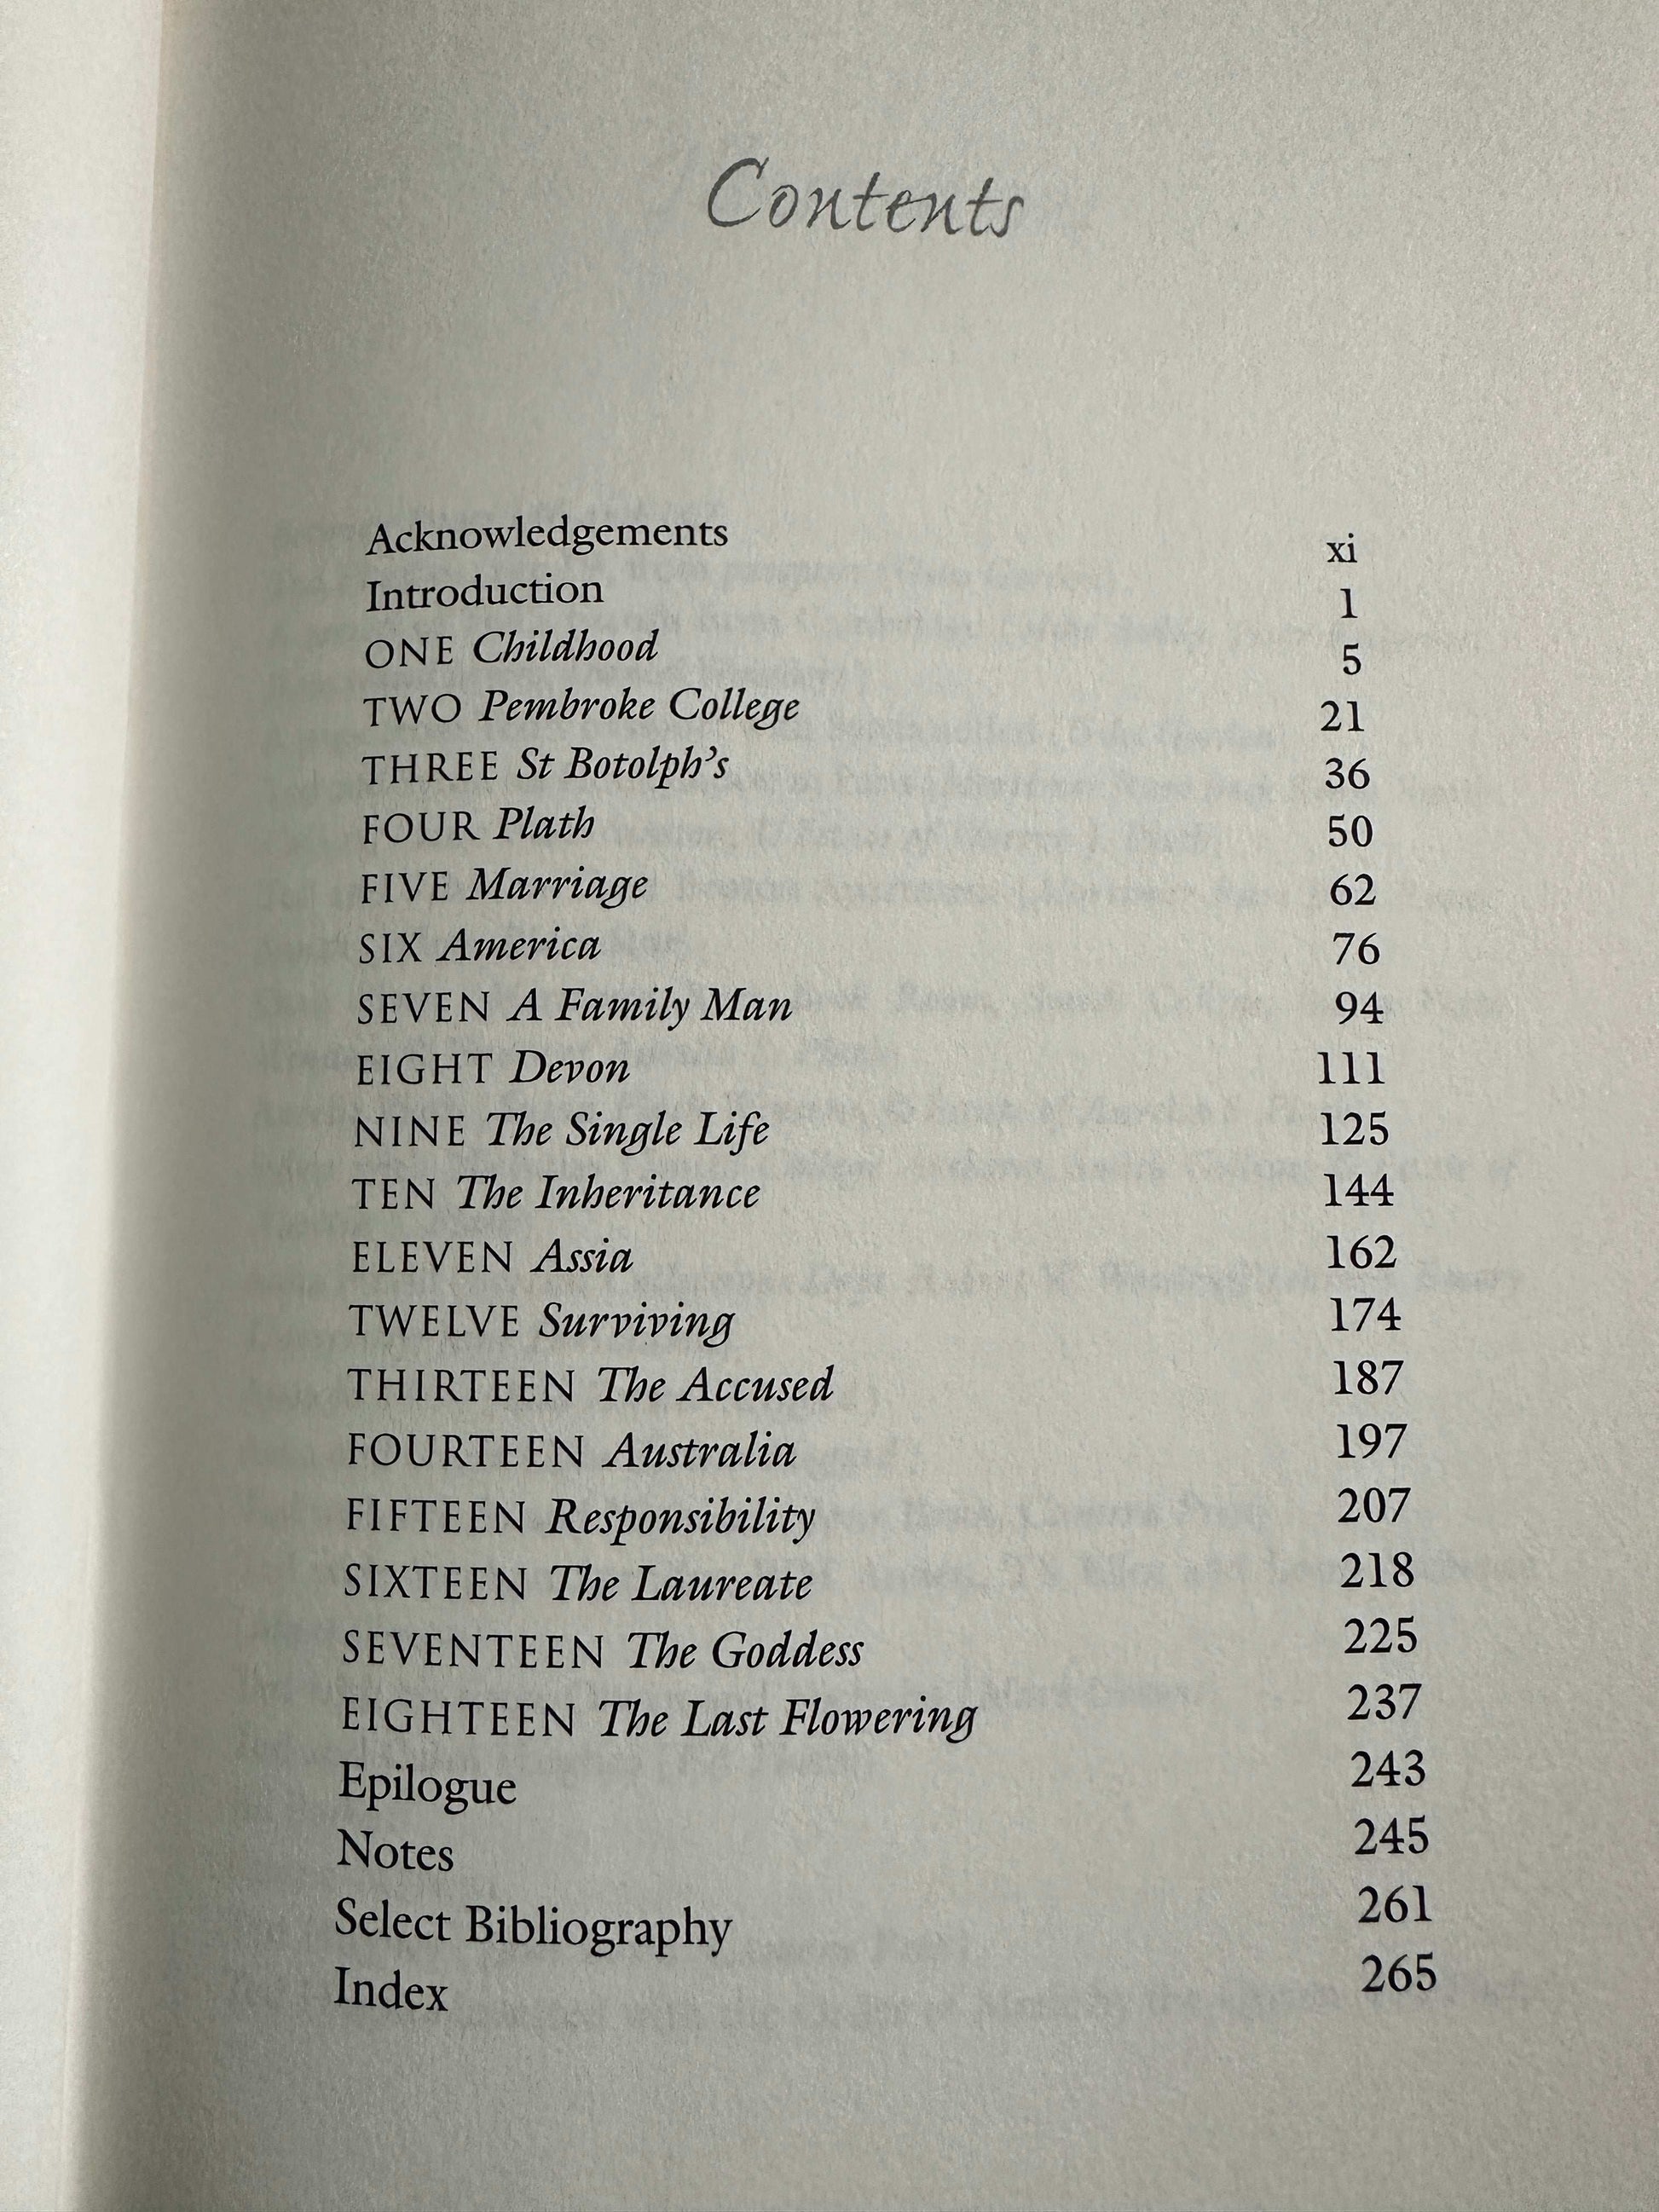 Contents
Acknowledgements xi
Introduction 1
ONE Childhood 5
TWO Pembroke College 21
THREE St Botolph's 36
FOUR Plath 50
FIVE Marriage 62
SIX America 76
SEVEN A Family Man 94
EIGHT Devon 111
NINE The Single Life 125
TEN The Inheritance 144
ELEVEN Assia 162
TWELVE Surviving 174
THIRTEEN The Accused 187
FOURTEEN Australia 197
FIFTEEN Responsibility 207
SIXTEEN The Laureate 218
SEVENTEEN The Goddess 225
EIGHTEEN The Last Flowering 237
Epilogue 243
Notes 245
Select Bibliography 261
Index 265